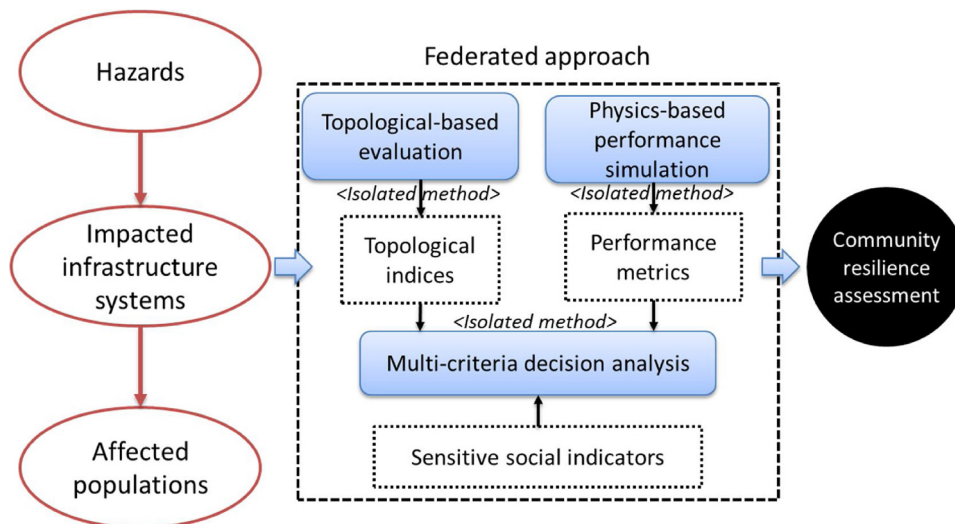 Hazards
Impacted
infrastructure
systems
Affected
populations
Federated approach
Topological-based
evaluation
<Isolated method>
Topological
indices
Physics-based
performance
simulation
<Isolated method>
Performance
metrics
<Isolated method>
Multi-criteria decision analysis
Sensitive social indicators
Community
resilience
assessment